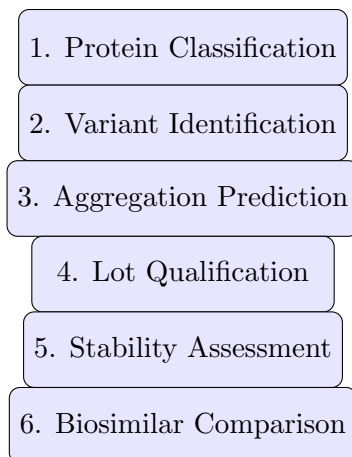 1. Protein Classification
2. Variant Identification
3. Aggregation Prediction
4. Lot Qualification
5. Stability Assessment
6. Biosimilar Comparison